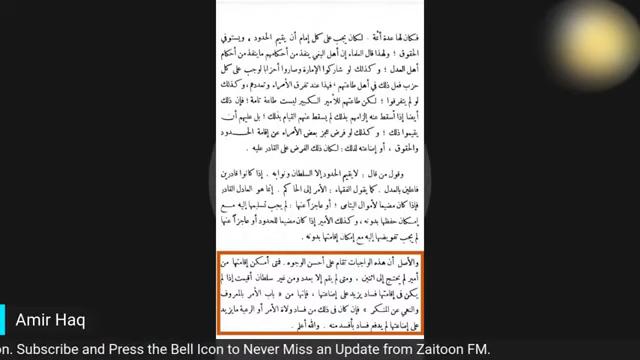 فكان لها عدة أئمة . لكان يجب على كل إمام أن يقيم الحدود ، ويستوفي
الحقوق ؛ ولهذا قال العلماء إن أهل البغي ينفذ من أحكامهم ما ينفذ من أحكام
أهل العدل ؛ وكذلك لو شاركوا الإمارة وصاروا أحزابا لوجب على كل
حزب فعل ذلك في أهل طاعتهم ، فهذا عند تفرق الأمراء وتعددهم ، وكذلك
لو لم يتفرقوا ؛ لكن طاعتهم للأمير الكبير ليست طاعة تامة ؛ فإن ذلك
أيضا إذا أسقط عنه إلزامهم بذلك لم يسقط عنهم القيام بذلك ؛ بل عليهم أن
يقيموا ذلك ؛ وكذلك لو فرض عجز بعض الأمراء عن إقامة الحدود
والحقوق ، أو إضاعته لذلك : لكان ذلك الفرض على القادر عليه .
وقول من قال : لا يقيم الحدود إلا السلطان ونوابه . إذا كانوا قادرين
فاعلين بالعدل . كما يقول الفقهاء : الأمر إلى الحاكم . إنما هو العادل القادر
فإذا كان مضيعا لأموال اليتامى ؛ أو عاجزا عنها : لم يجب تسليمها إليه مع
إمكان حفظها بدونه ، وكذلك الأمير إذا كان مضيعا للحدود أو عاجزا عنها
لم يجب تفويضها إليه مع إمكان إقامتها بدونه .
والأصل أن هذه الواجبات تقام على أحسن الوجوه . فمتى أمكن إقامتها من
أمير لم يحتج إلى اثنين ، ومتى لم يقم إلا بعدد ومن غير سلطان أقيمت إذا لم
يكن في إقامتها فساد يزيد على إضاعتها ، فإنها من « باب الأمر بالمعروف
والنهي عن المنكر » فإن كان في ذلك من فساد ولاة الأمر أو الرعية ما يزيد
على إضاعتها لم يدفع فساد بأفسد منه . والله أعلم .
Amir Haq
on. Subscribe and Press the Bell Icon to Never Miss an Update from Zaitoon FM.